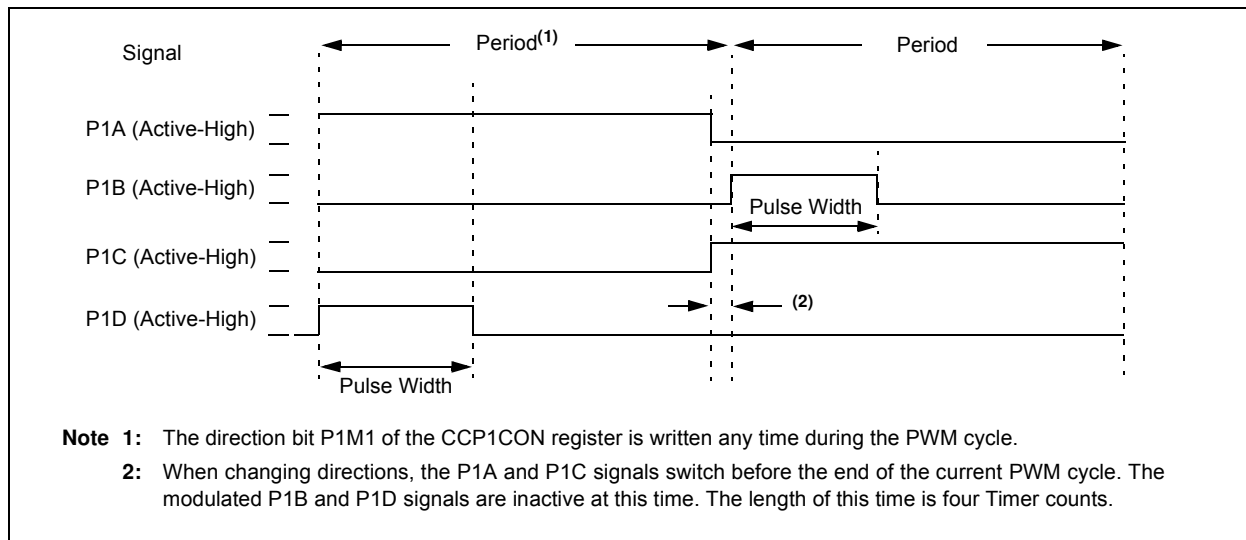 Signal
Period(1)
Period
P1A (Active-High)
P1B (Active-High)
Pulse Width
P1C (Active-High)
(2)
P1D (Active-High)
Pulse Width
Note 1: The direction bit P1M1 of the CCP1CON register is written any time during the PWM cycle.
2: When changing directions, the P1A and P1C signals switch before the end of the current PWM cycle. The
modulated P1B and P1D signals are inactive at this time. The length of this time is four Timer counts.